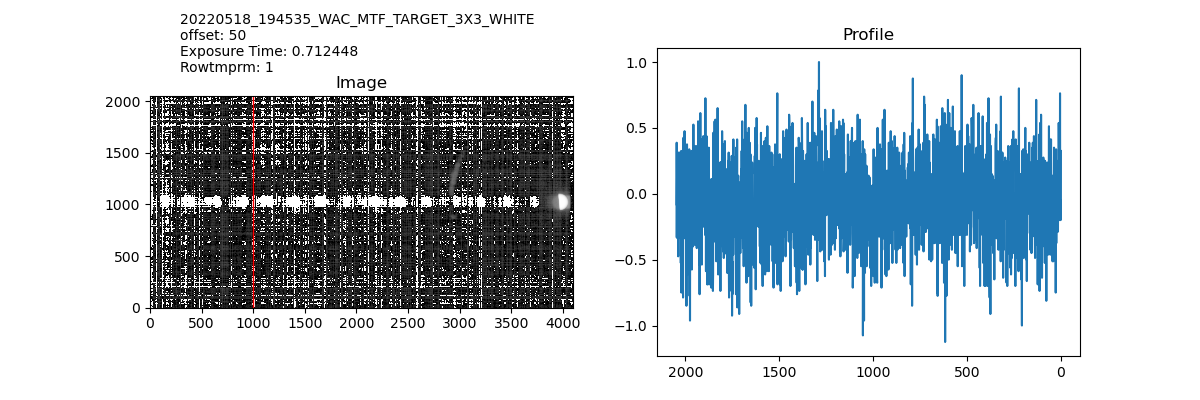 20220518_194535_WAC_MTF_TARGET_3X3_WHITE
offset: 50
Exposure Time: 0.712448
Rowtmprm: 1
Image
2000
1500
1000
500
0
0 500 1000 1500 2000 2500 3000 3500 4000
Profile
1.0
0.5
0.0
−0.5
−1.0
2000 1500 1000 500 0